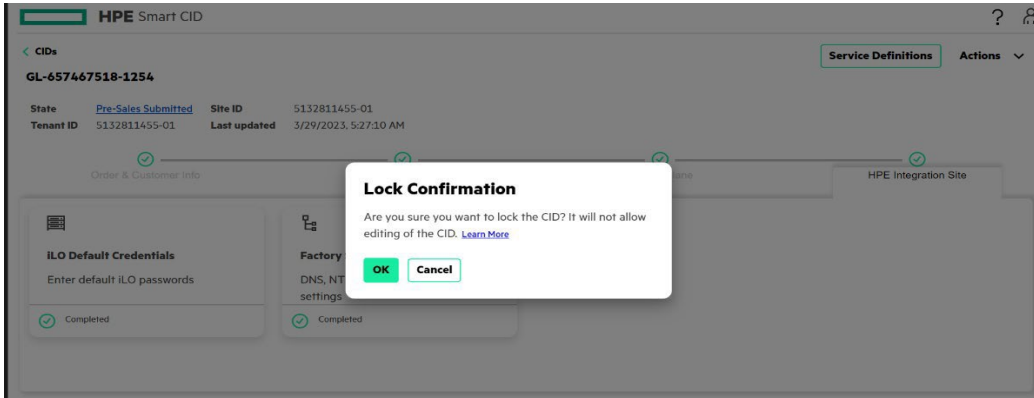 HPE Smart CID
?
< CIDs
Service Definitions
Actions
GL-657467518-1254
State Pre-Sales Submitted Site ID 5132811455-01
Tenant ID 5132811455-01 Last updated 3/29/2023, 5:27:10 AM
Order & Customer Info
HPE Integration Site
Lock Confirmation
Are you sure you want to lock the CID? It will not allow
editing of the CID. Learn More
OK Cancel
iLO Default Credentials
Enter default iLO passwords
Completed
Factory
DNS, NT
settings
Completed